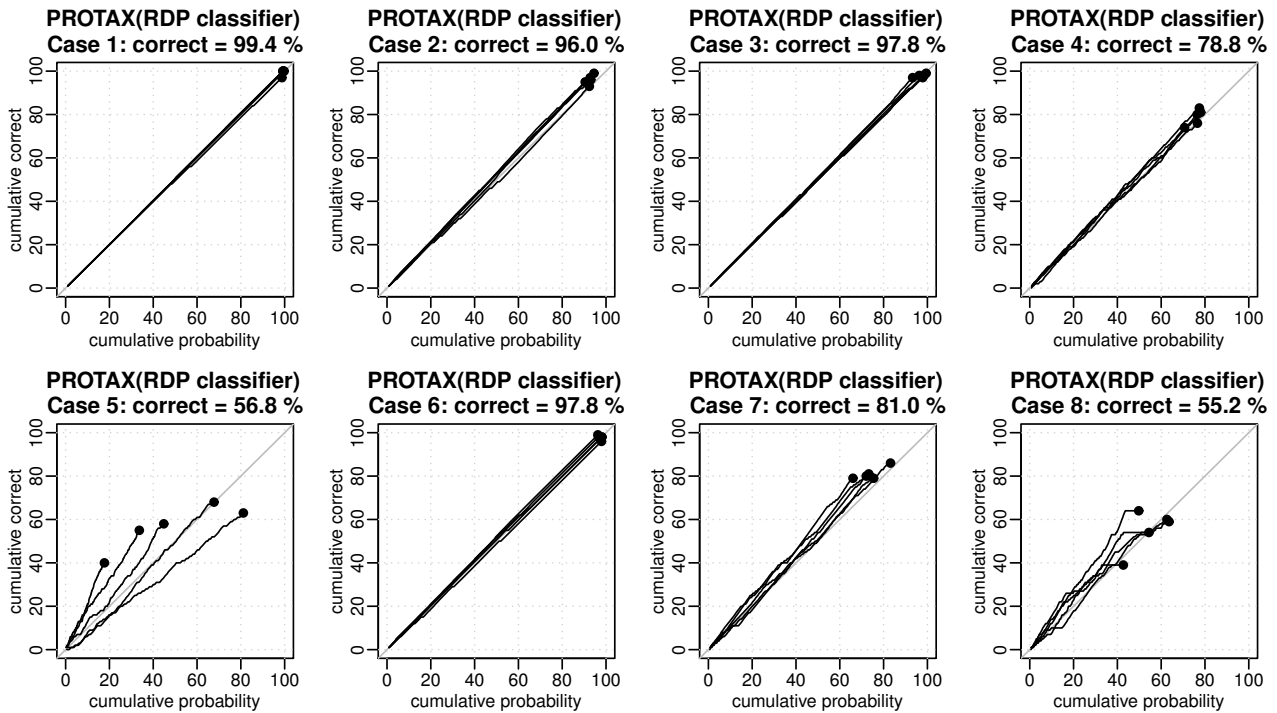 PROTAX(RDP classifier)
Case 1: correct = 99.4 %
cumulative correct
100
80
60
40
20
0
0 20 40 60 80 100
cumulative probability
PROTAX(RDP classifier)
Case 2: correct = 96.0 %
cumulative correct
100
80
60
40
20
0
0 20 40 60 80 100
cumulative probability
PROTAX(RDP classifier)
Case 3: correct = 97.8 %
cumulative correct
100
80
60
40
20
0
0 20 40 60 80 100
cumulative probability
PROTAX(RDP classifier)
Case 4: correct = 78.8 %
cumulative correct
100
80
60
40
20
0
0 20 40 60 80 100
cumulative probability
PROTAX(RDP classifier)
Case 5: correct = 56.8 %
cumulative correct
100
80
60
40
20
0
0 20 40 60 80 100
cumulative probability
PROTAX(RDP classifier)
Case 6: correct = 97.8 %
cumulative correct
100
80
60
40
20
0
0 20 40 60 80 100
cumulative probability
PROTAX(RDP classifier)
Case 7: correct = 81.0 %
cumulative correct
100
80
60
40
20
0
0 20 40 60 80 100
cumulative probability
PROTAX(RDP classifier)
Case 8: correct = 55.2 %
cumulative correct
100
80
60
40
20
0
0 20 40 60 80 100
cumulative probability